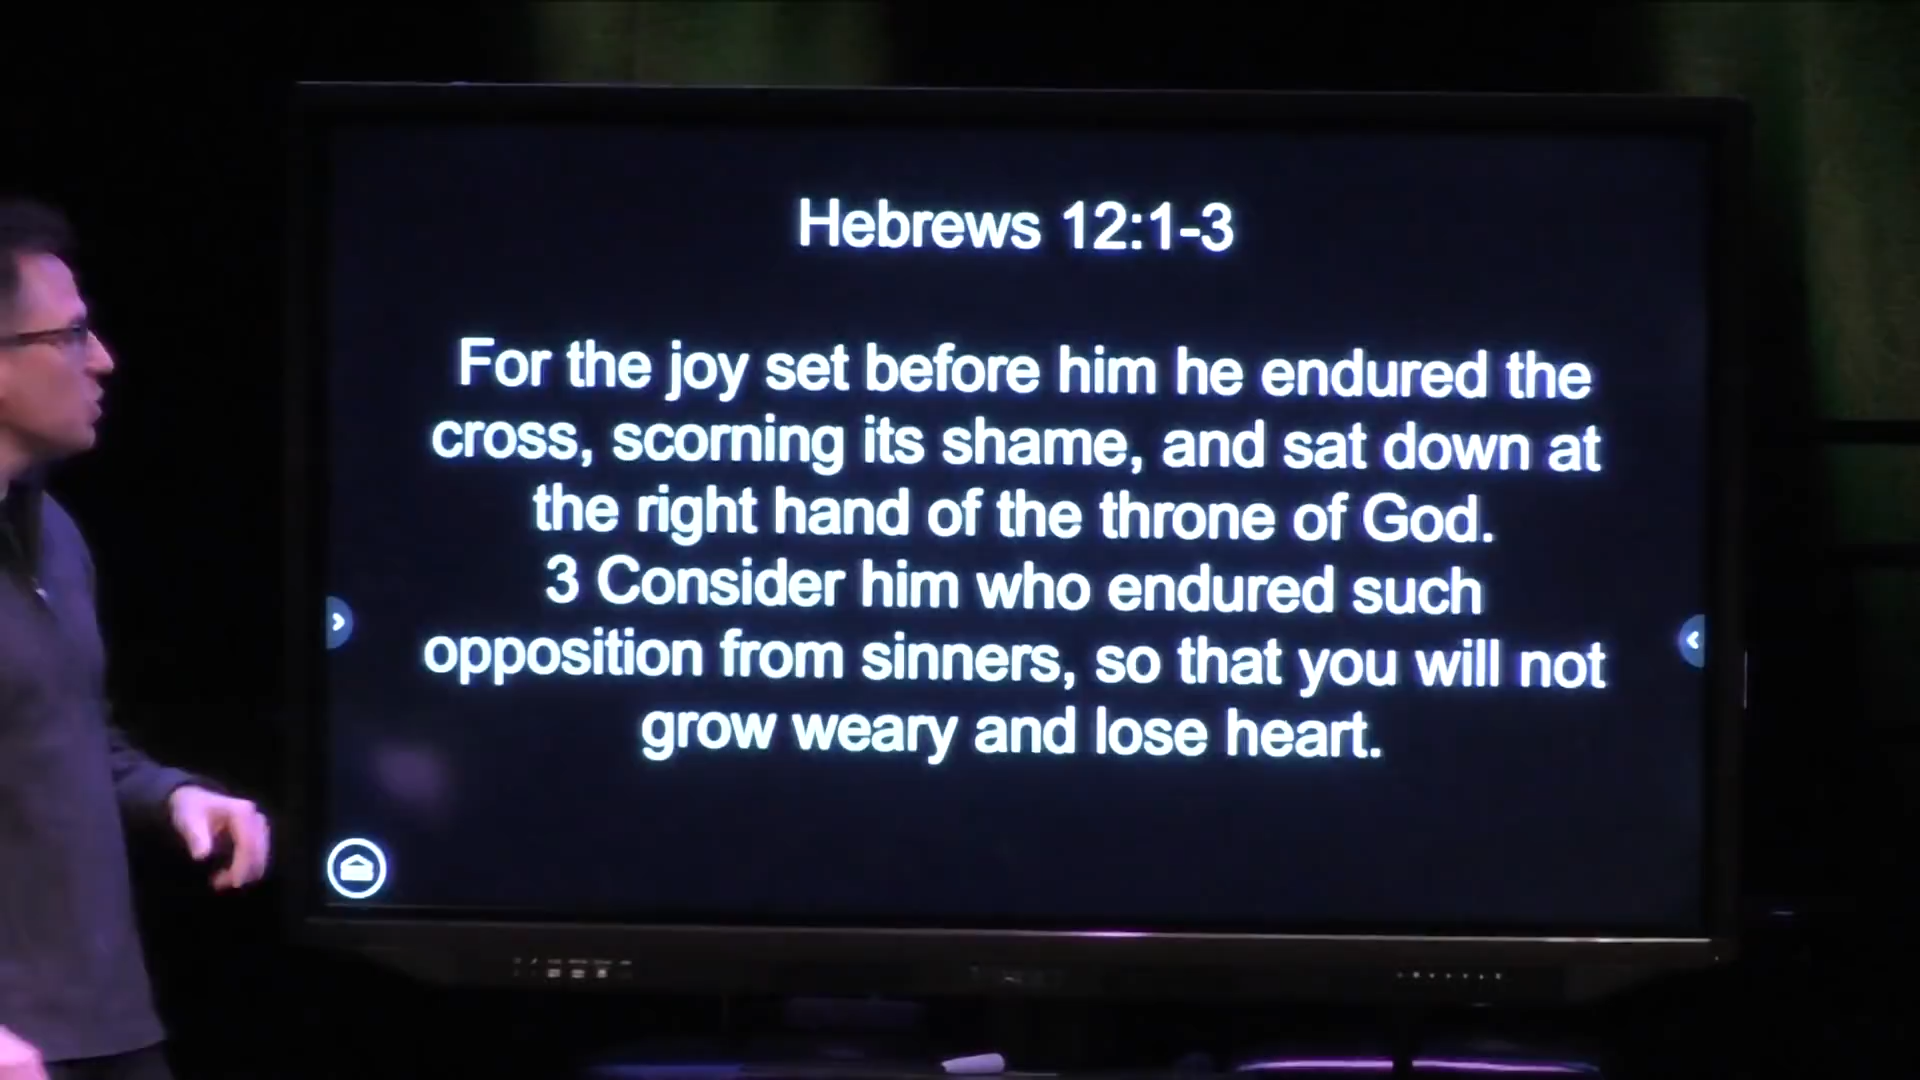 Hebrews 12:1-3
For the joy set before him he endured the
cross, scorning its shame, and sat down at
the right hand of the throne of God.
3 Consider him who endured such
opposition from sinners, so that you will not
grow weary and lose heart.